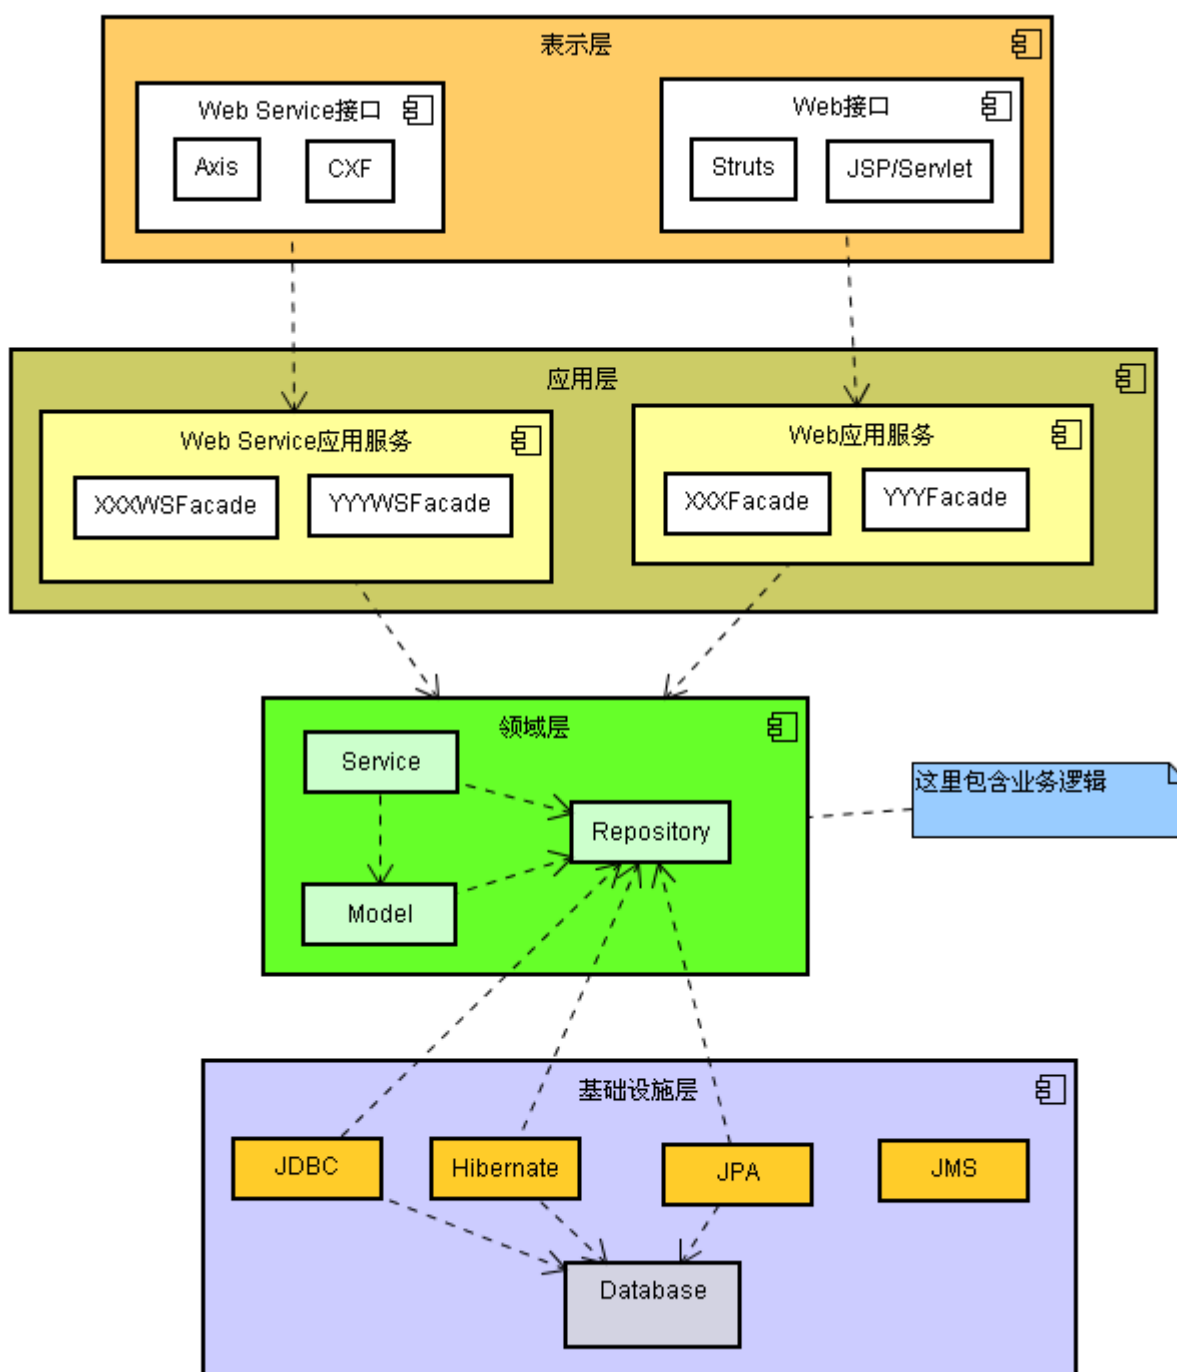 表示层
Web Service接口
Axis
CXF
Web接口
Struts
JSP/Servlet
应用层
Web Service应用服务
XXXWSFacade
YYYWSFacade
Web应用服务
XXXFacade
YYYFacade
领域层
Service
Repository
Model
这里包含业务逻辑
基础设施层
JDBC
Hibernate
JPA
JMS
Database